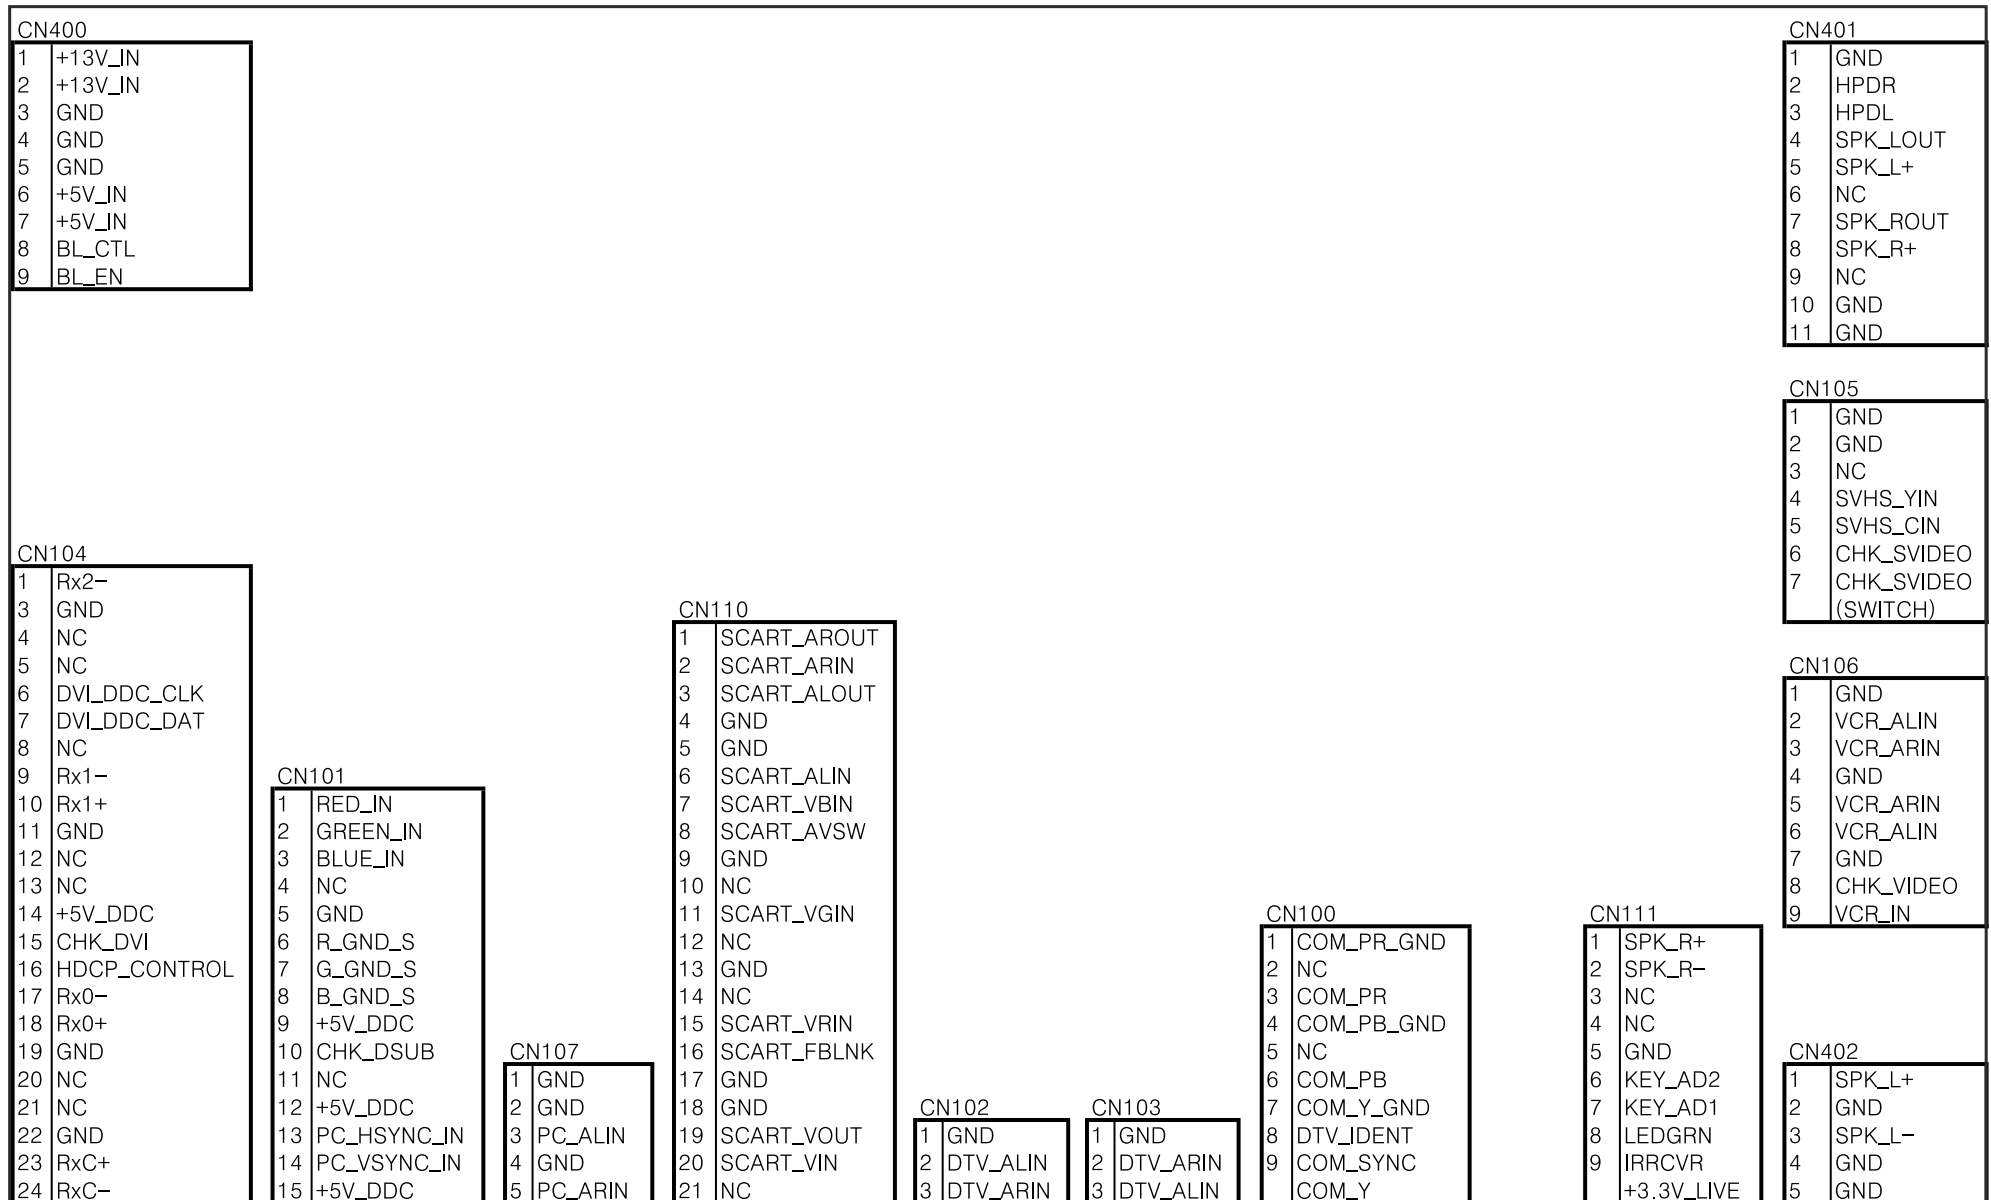 CN400
1 +13V_IN
2 +13V_IN
3 GND
4 GND
5 GND
6 +5V_IN
7 +5V_IN
8 BL_CTL
9 BL_EN
CN401
1 GND
2 HPDR
3 HPDL
4 SPK_LOUT
5 SPK_L+
6 NC
7 SPK_ROUT
8 SPK_R+
9 NC
10 GND
11 GND
CN105
1 GND
2 GND
3 NC
4 SVHS_YIN
5 SVHS_CIN
6 CHK_SVIDEO
7 CHK_SVIDEO
(SWITCH)
CN104
1 Rx2-
3 GND
4 NC
5 NC
6 DVI_DDC_CLK
7 DVI_DDC_DAT
8 NC
9 Rx1-
10 Rx1+
11 GND
12 NC
13 NC
14 +5V_DDC
15 CHK_DVI
16 HDCP_CONTROL
17 Rx0-
18 Rx0+
19 GND
20 NC
21 NC
22 GND
23 RxC+
24 RxC-
CN101
1 RED_IN
2 GREEN_IN
3 BLUE_IN
4 NC
5 GND
6 R_GND_S
7 G_GND_S
8 B_GND_S
9 +5V_DDC
10 CHK_DSUB
11 NC
12 +5V_DDC
13 PC_HSYNC_IN
14 PC_VSYNC_IN
15 +5V_DDC
CN107
1 GND
2 GND
3 PC_ALIN
4 GND
5 PC_ARIN
CN110
1 SCART_AROUT
2 SCART_ARIN
3 SCART_ALOUT
4 GND
5 GND
6 SCART_ALIN
7 SCART_VBIN
8 SCART_AVSW
9 GND
10 NC
11 SCART_VGIN
12 NC
13 GND
14 NC
15 SCART_VRIN
16 SCART_FBLNK
17 GND
18 GND
19 SCART_VOUT
20 SCART_VIN
21 NC
CN102
1 GND
2 DTV_ALIN
3 DTV_ARIN
CN103
1 GND
2 DTV_ARIN
3 DTV_ALIN
CN100
1 COM_PR_GND
2 NC
3 COM_PR
4 COM_PB_GND
5 NC
6 COM_PB
7 COM_Y_GND
8 DTV_IDENT
9 COM_SYNC
COM_Y
CN111
1 SPK_R+
2 SPK_R-
3 NC
4 NC
5 GND
6 KEY_AD2
7 KEY_AD1
8 LEDGRN
9 IRRCVR
+3.3V_LIVE
CN106
1 GND
2 VCR_ALIN
3 VCR_ARIN
4 GND
5 VCR_ARIN
6 VCR_ALIN
7 GND
8 CHK_VIDEO
9 VCR_IN
CN402
1 SPK_L+
2 GND
3 SPK_L-
4 GND
5 GND